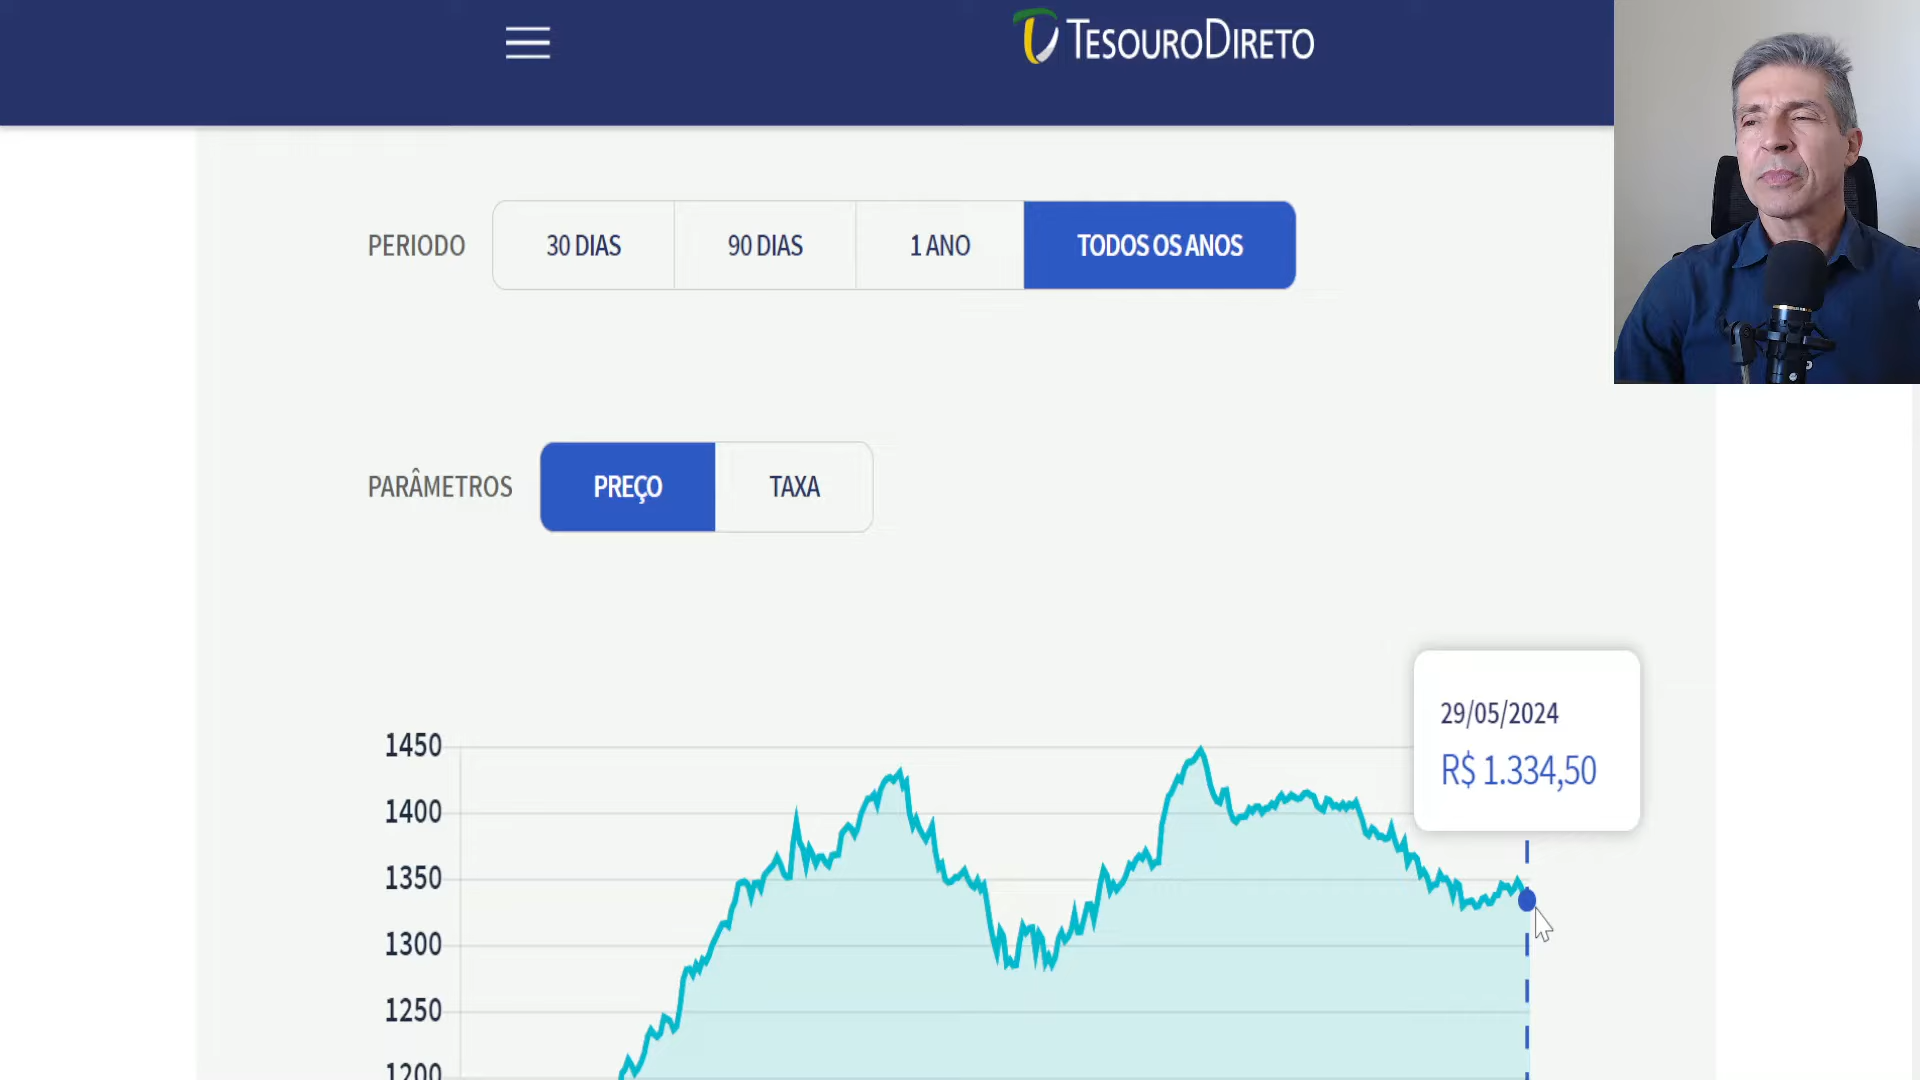 TESOURODIRETO
PERIODO
30 DIAS
90 DIAS
1 ANO
TODOS OS ANOS
PARÂMETROS
PREÇO
TAXA
29/05/2024
R$ 1.334,50
1450
1400
1350
1300
1250
1200